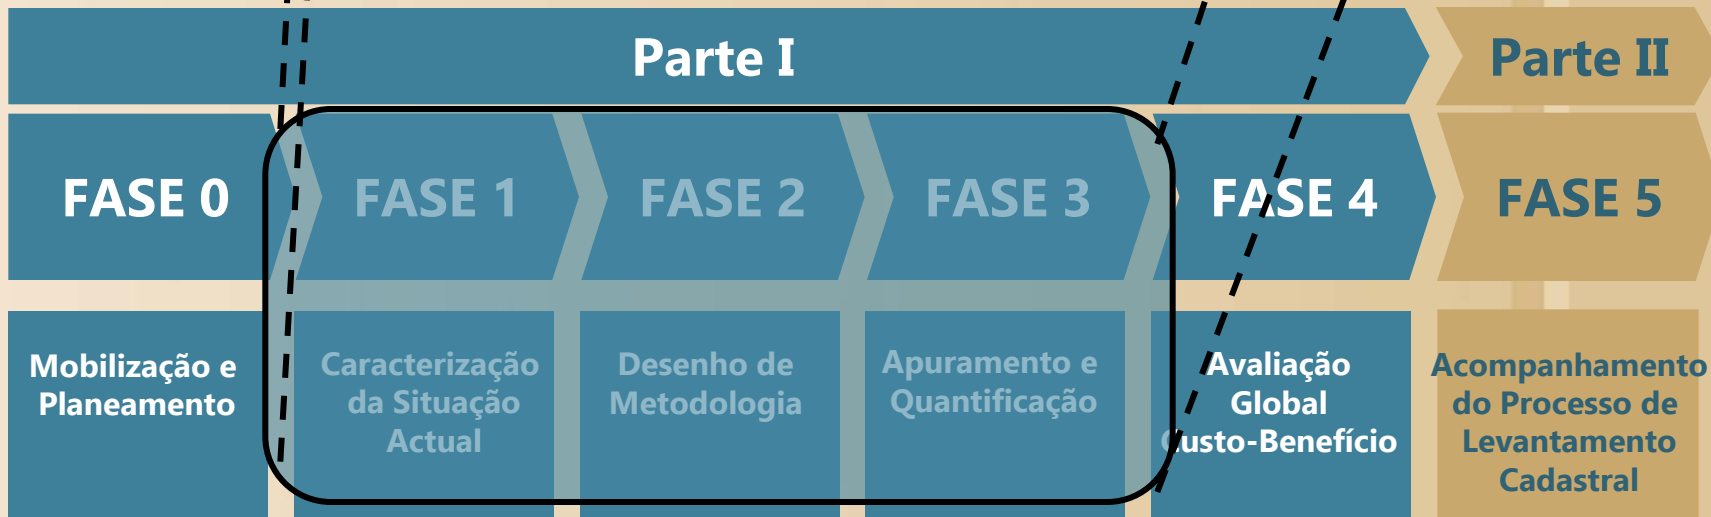 Parte I
Parte II
FASE 0
FASE 1
FASE 2
FASE 3
FASE 4
FASE 5
Mobilização e
Planeamento
Caracterização
da Situação
Actual
Desenho de
Metodologia
Apuramento e
Quantificação
Avaliação
Global
Custo-Benefício
Acompanhamento
do Processo de
Levantamento
Cadastral